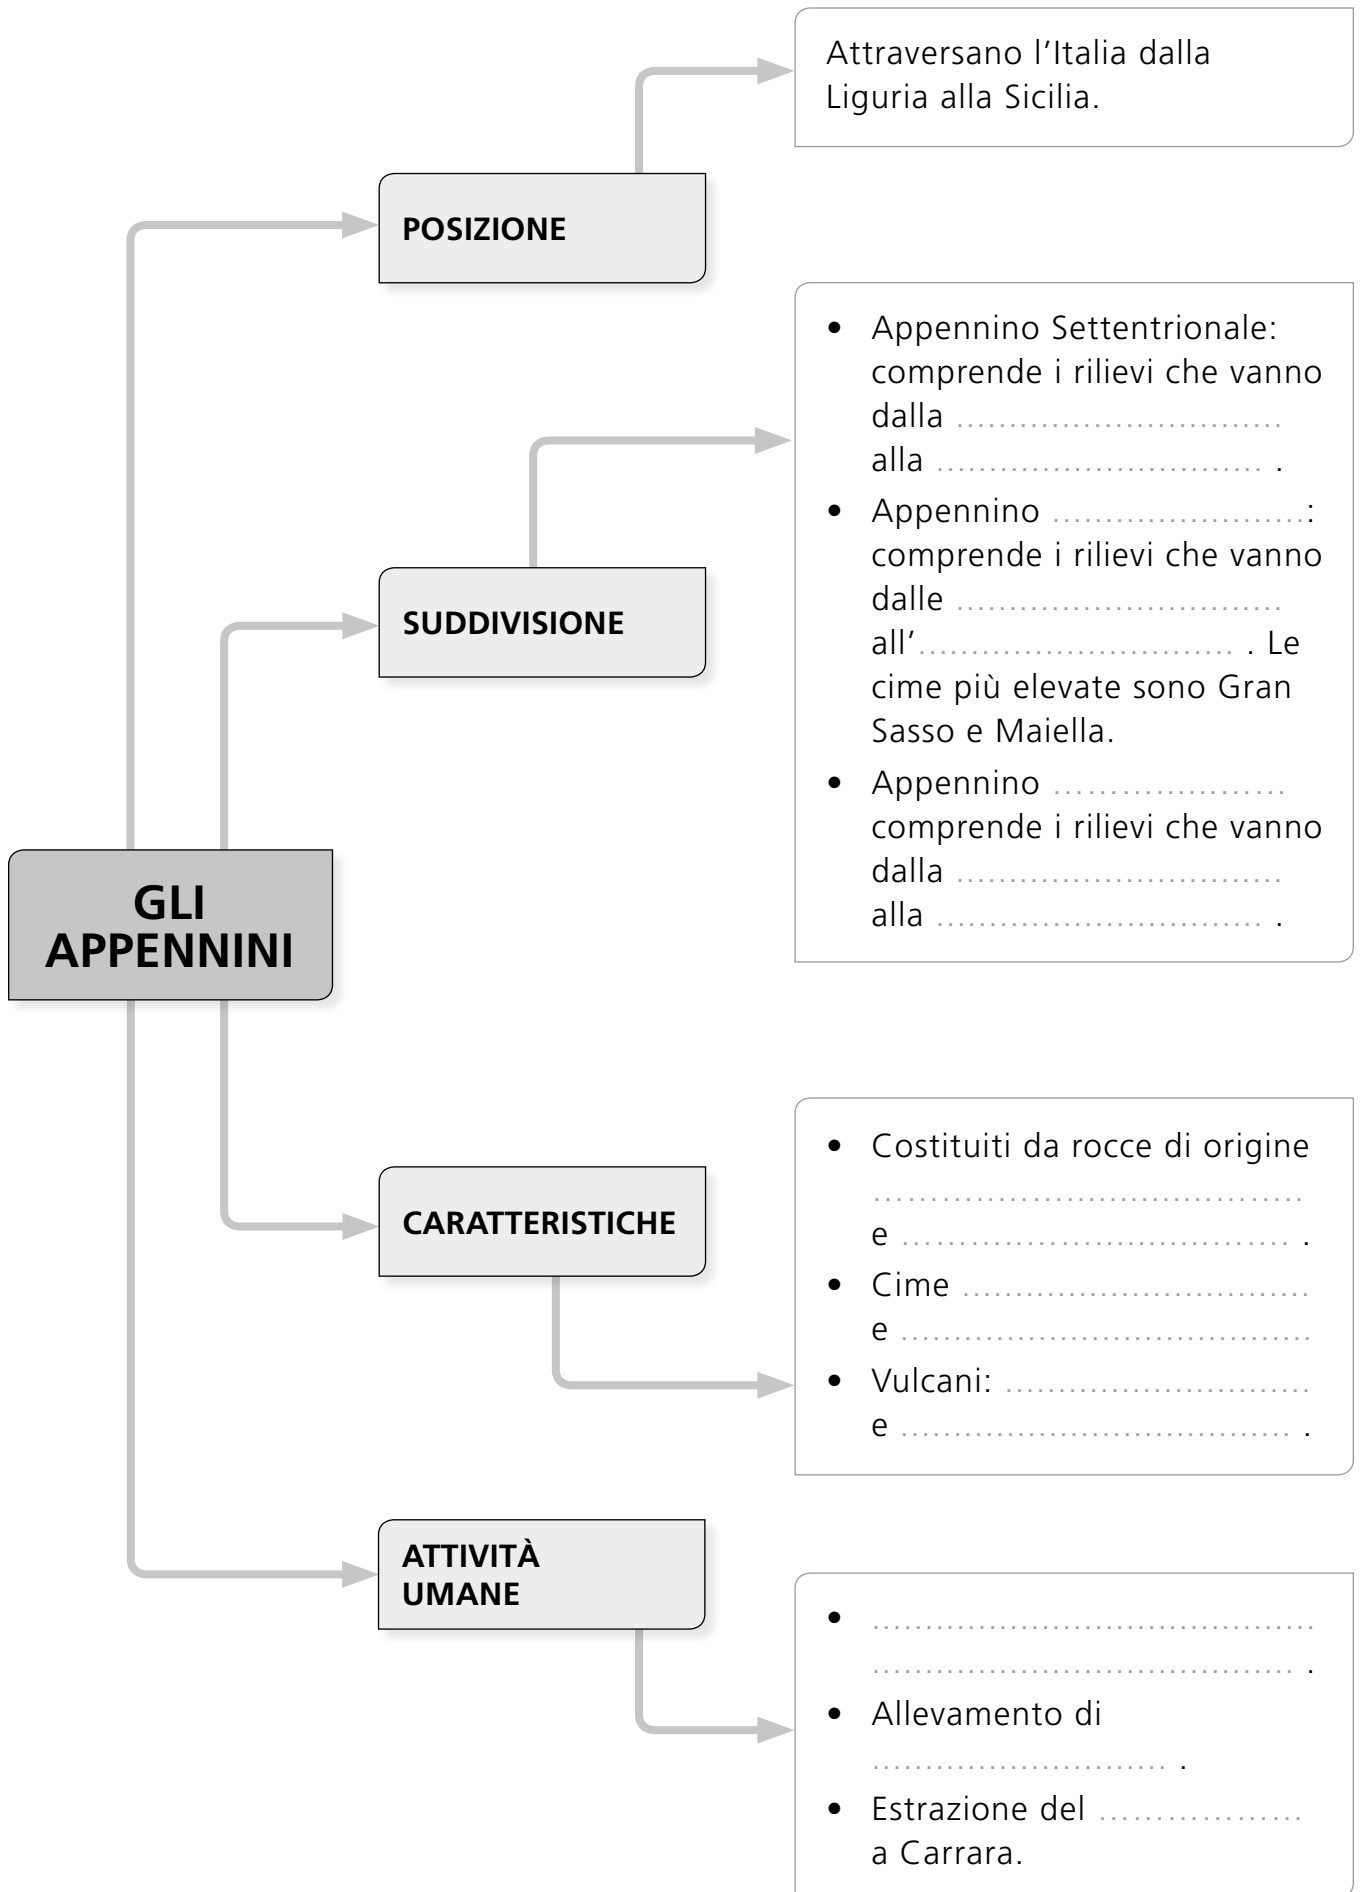 Attraversano l'Italia dalla
Liguria alla Sicilia.
POSIZIONE
• Appennino Settentrionale:
comprende i rilievi che vanno
dalla ...............................
alla ............................... .
• Appennino ........................:
comprende i rilievi che vanno
dalle ...............................
all'.............................. . Le
cime più elevate sono Gran
Sasso e Maiella.
• Appennino ......................
comprende i rilievi che vanno
dalla ...............................
alla ............................... .
SUDDIVISIONE
GLI
APPENNINI
• Costituiti da rocce di origine
.........................................
e ..................................... .
• Cime .................................
e .......................................
• Vulcani: .............................
e ..................................... .
CARATTERISTICHE
ATTIVITÀ
UMANE
• ..........................................
........................................ .
• Allevamento di
............................ .
• Estrazione del ...................
a Carrara.